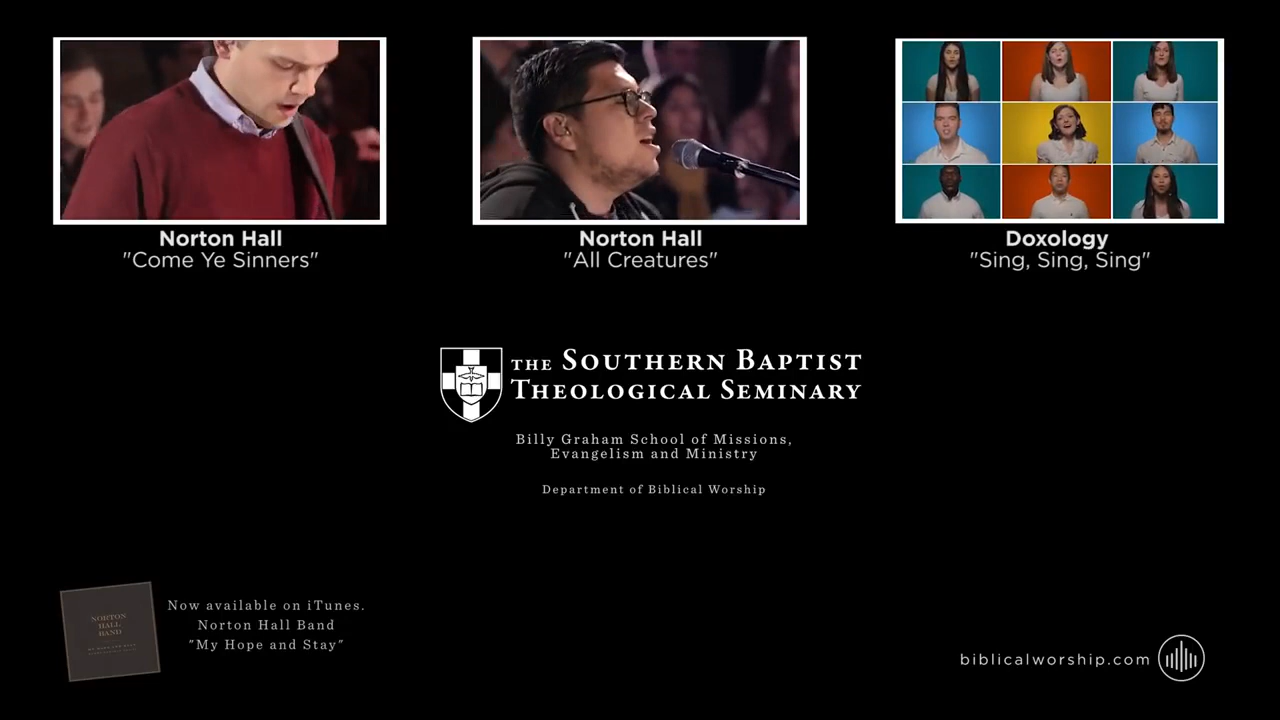 Norton Hall
"Come Ye Sinners"
Norton Hall
"All Creatures"
Doxology
"Sing, Sing, Sing"
THE SOUTHERN BAPTIST
THEOLOGICAL SEMINARY
Billy Graham School of Missions,
Evangelism and Ministry
Department of Biblical Worship
NORTON
HALL
BAND
Now available on iTunes.
Norton Hall Band
"My Hope and Stay"
biblicalworship.com